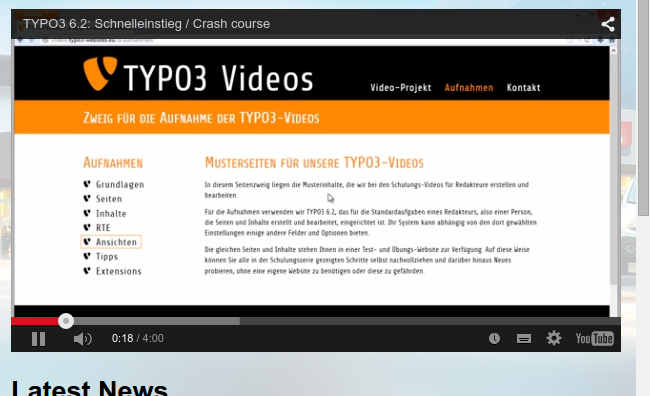 TYPO3 6.2: Schnelleinstieg / Crash course
TYPO3 Videos
Video-Projekt Aufnahmen Kontakt
Zweig für die Aufnahme der TYPO3-Videos
Aufnahmen
Grundlagen
Seiten
Inhalte
RTE
Ansichten
Tipps
Extensions
Musterseiten für unsere TYPO3-Videos
In diesem Seitenzweig liegen die Musterinhalte, die wir bei den Schulungs-Videos für Redakteure erstellen und
bearbeiten.
Für die Aufnahmen verwenden wir TYPO3 6.2, das für die Standardaufgaben eines Redakteurs, also einer Person,
die Seiten und Inhalte erstellt und bearbeitet, eingerichtet ist. Ihr System kann abhängig von den dort gewählten
Einstellungen einige andere Felder und Optionen bieten.
Die gleichen Seiten und Inhalte stehen Ihnen in einer Test- und Übungs-Website zur Verfügung. Auf diese Weise
können Sie alle in der Schulungsserie gezeigten Schritte selbst nachvollziehen und darüber hinaus Neues
probieren, ohne eine eigene Website zu benötigen oder diese zu gefährden.
0:18 / 4:00
YouTube
Latest News